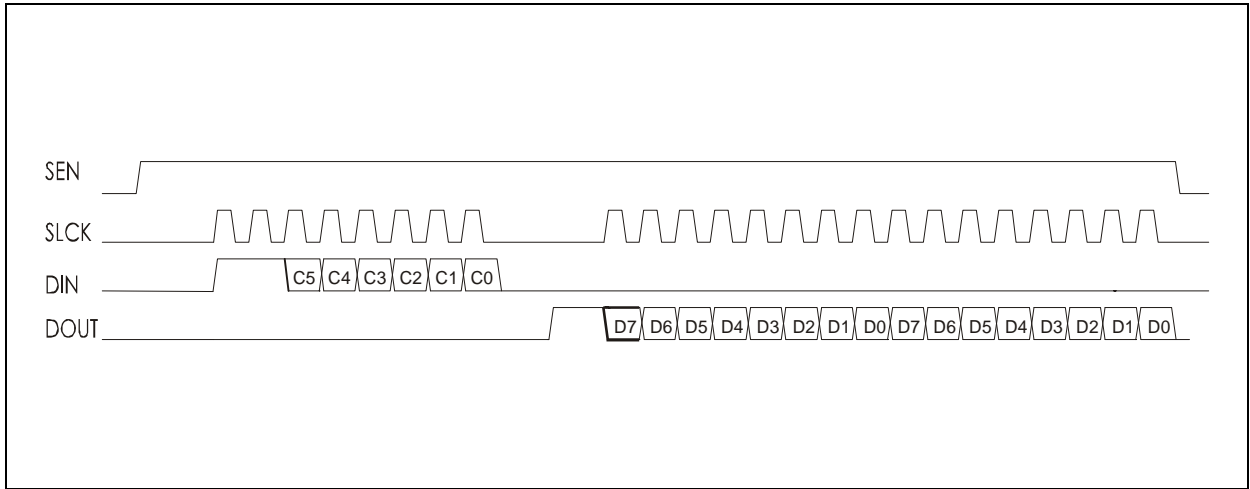 SEN
SLCK
DIN C5 C4 C3 C2 C1 C0
DOUT D7 D6 D5 D4 D3 D2 D1 D0 D7 D6 D5 D4 D3 D2 D1 D0